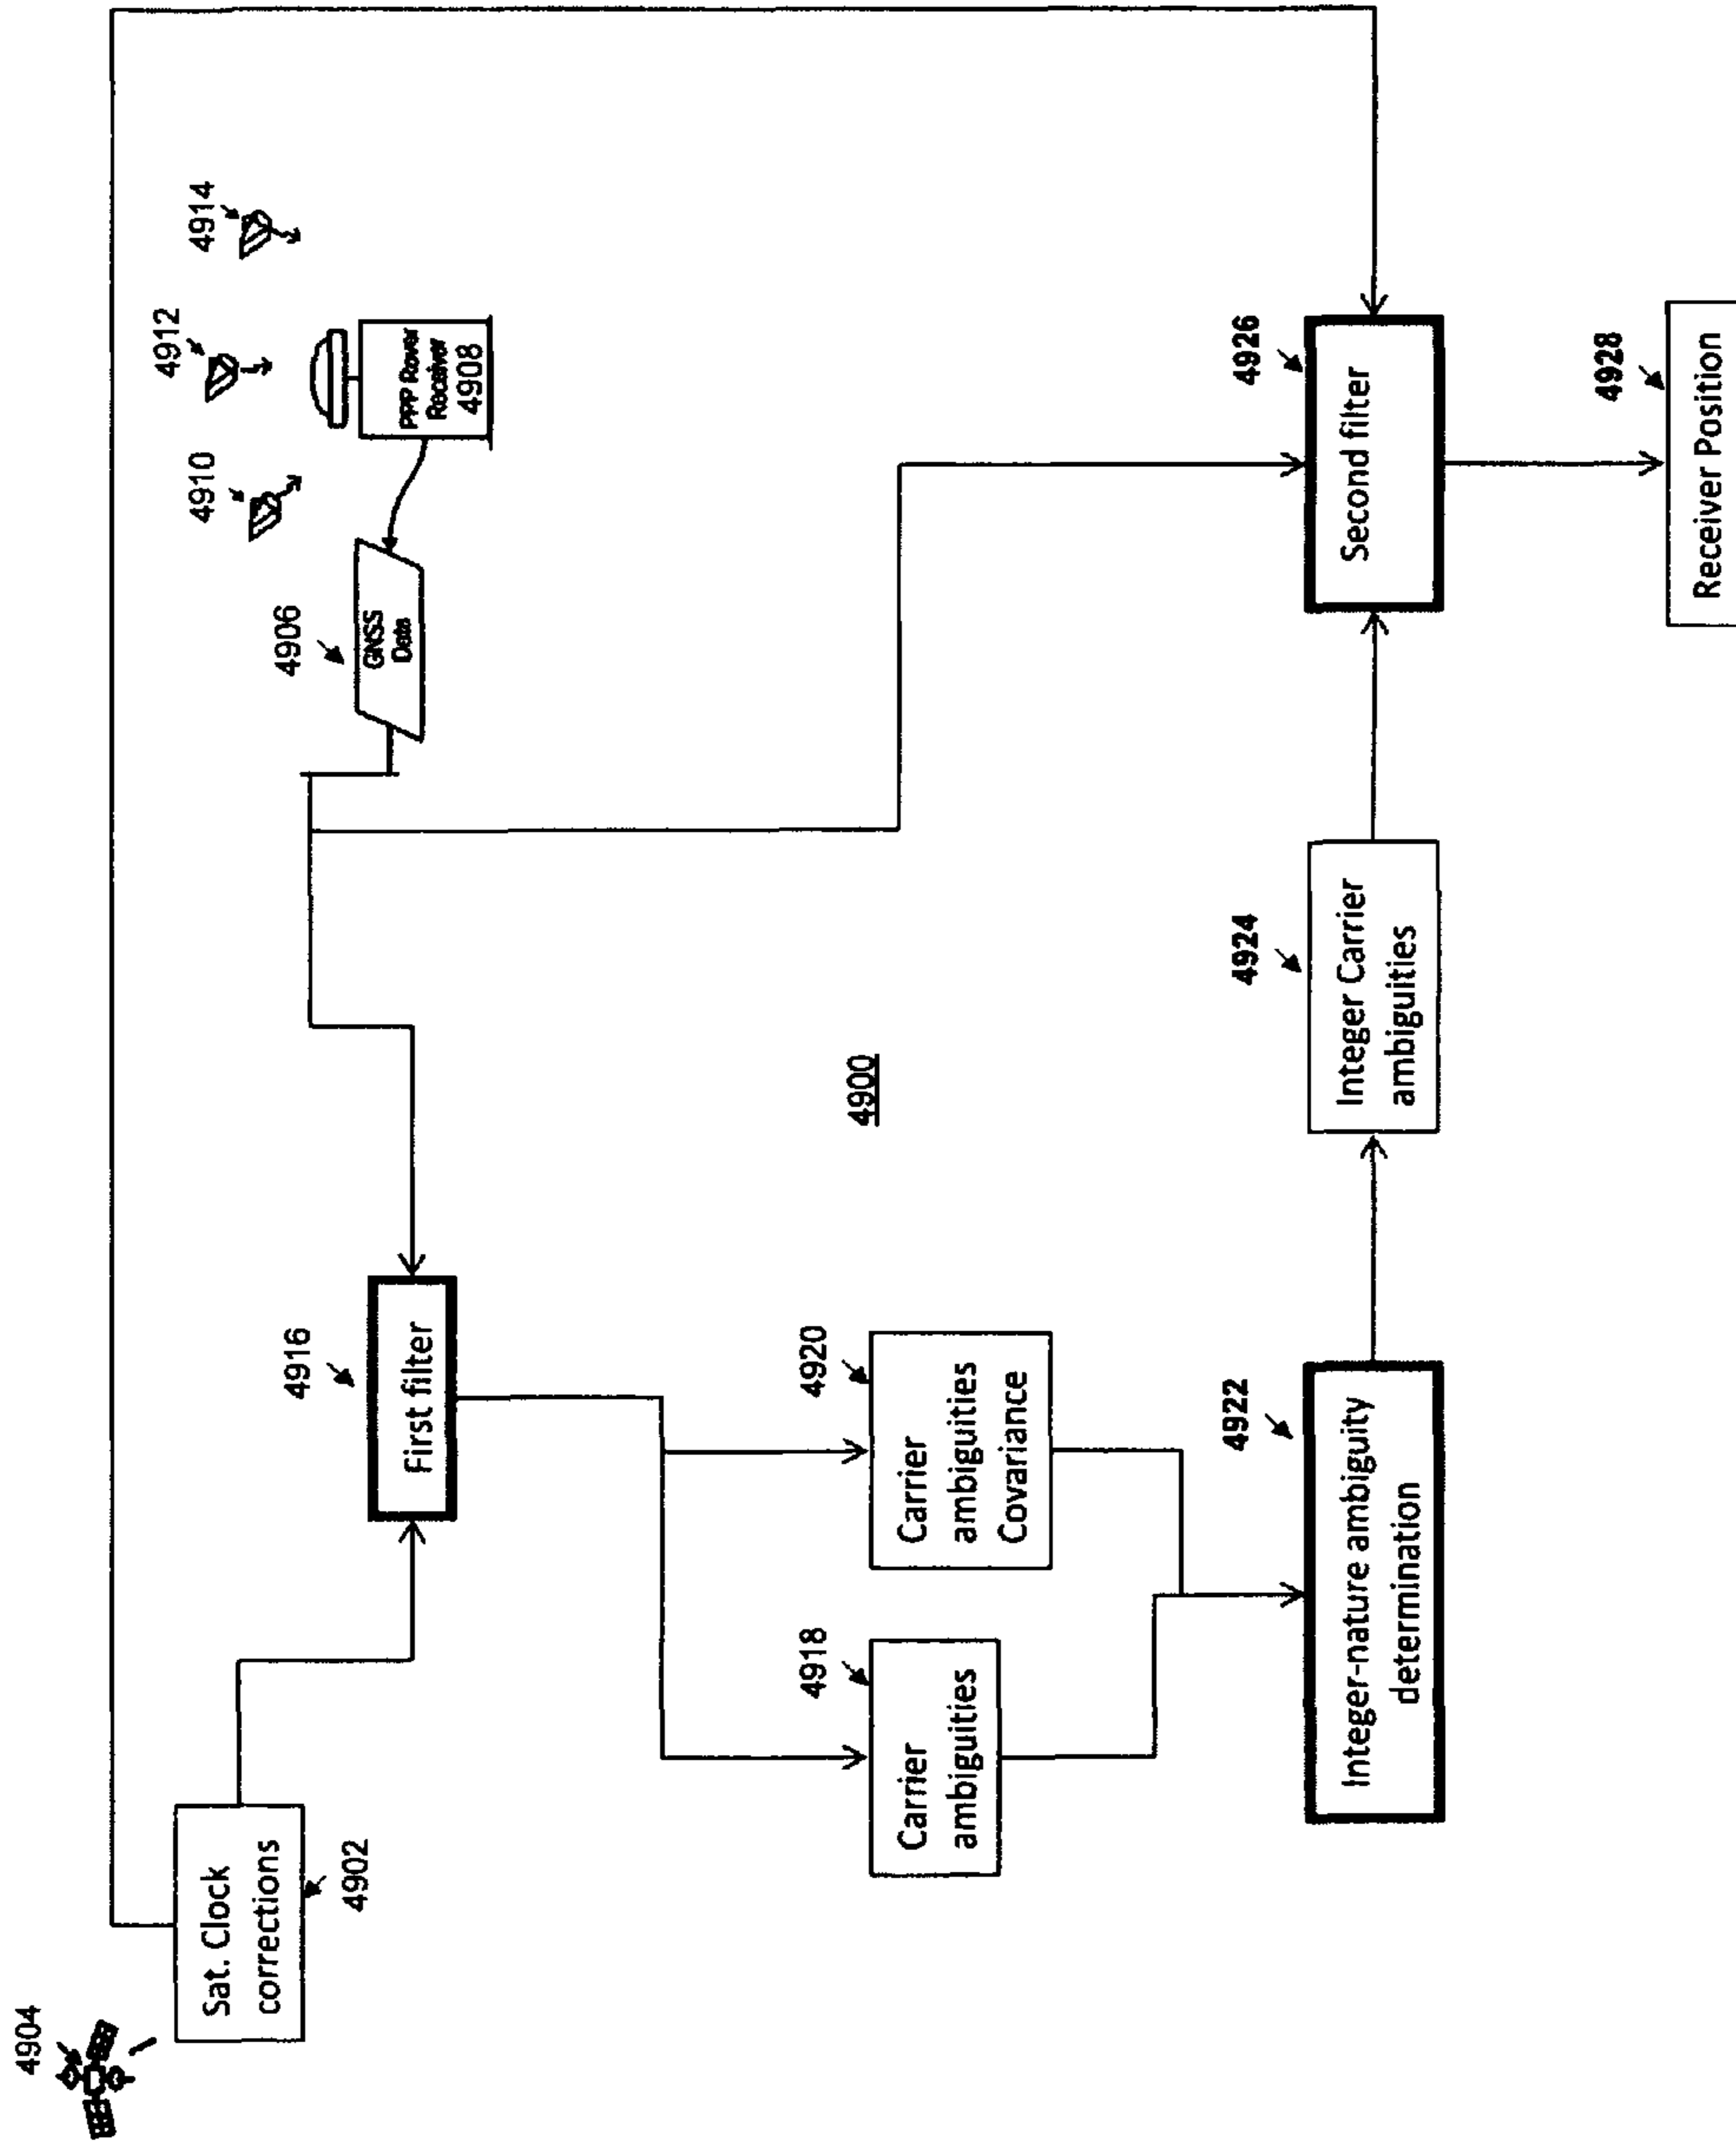 4904
Sat. Clock
corrections
4902
4916
First filter
4906
GNSS
Data
4910
4912
4914
PPP Rover
Receiver
4908
4918
Carrier
ambiguities
4920
Carrier
ambiguities
Covariance
4900
4922
Integer-nature ambiguity
determination
4924
Integer Carrier
ambiguities
4926
Second filter
4928
Receiver Position